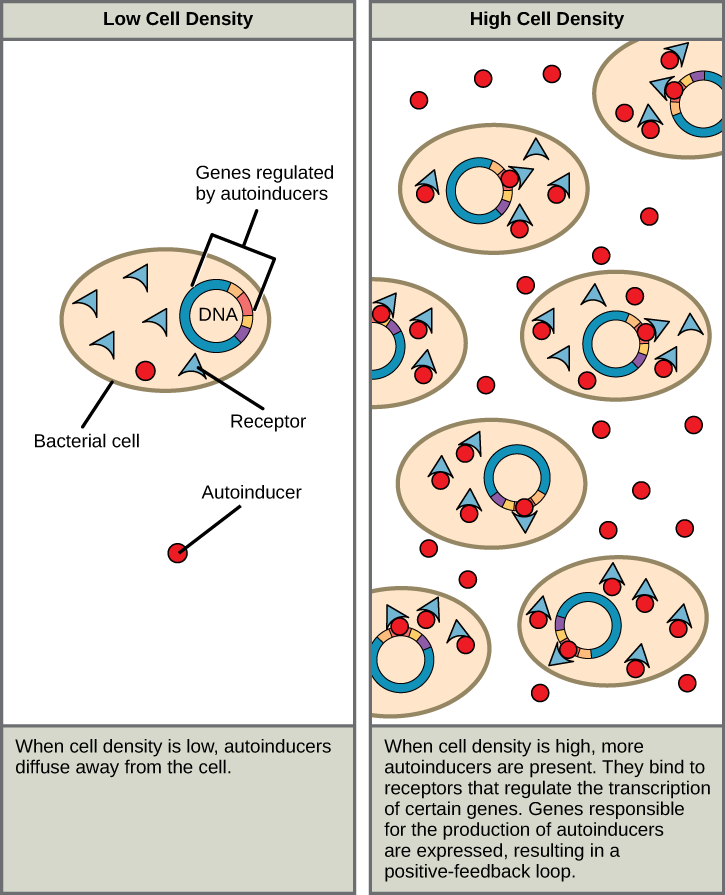 Low Cell Density
Genes regulated
by autoinducers
DNA
Receptor
Bacterial cell
Autoinducer
When cell density is low, autoinducers
diffuse away from the cell.
High Cell Density
When cell density is high, more
autoinducers are present. They bind to
receptors that regulate the transcription
of certain genes. Genes responsible
for the production of autoinducers
are expressed, resulting in a
positive-feedback loop.